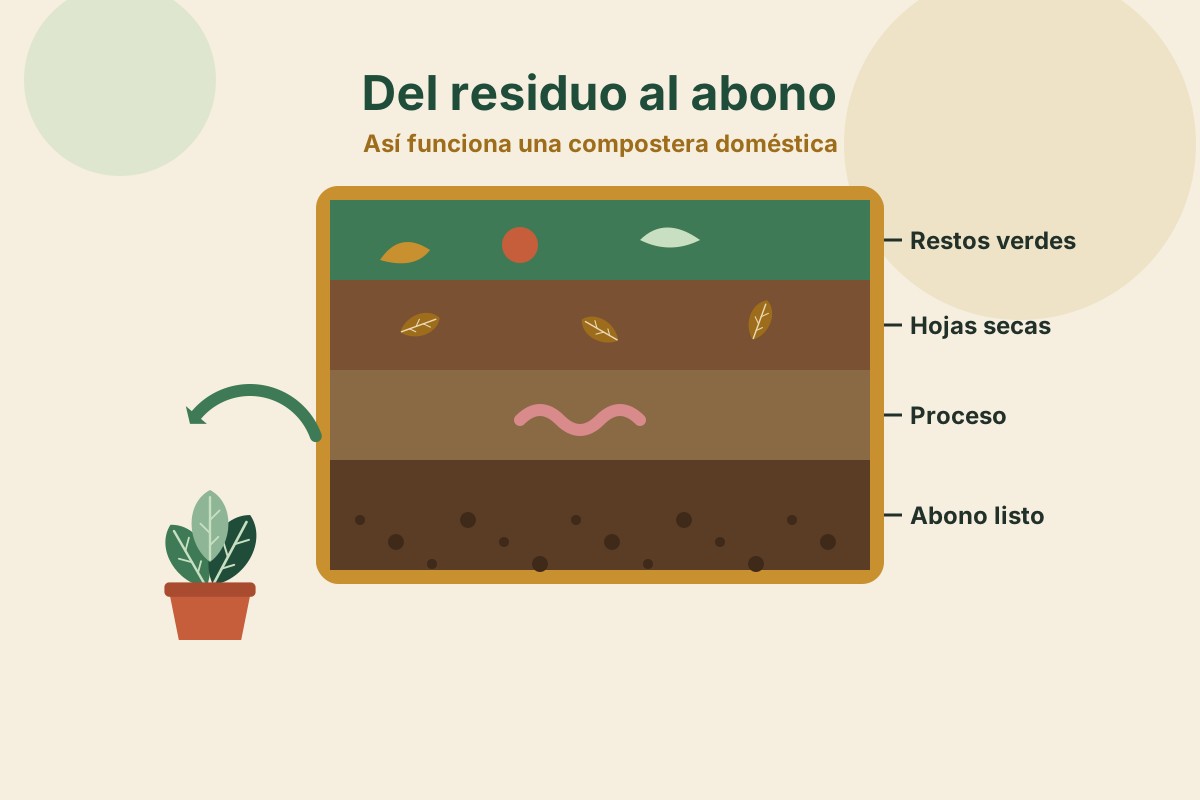 Del residuo al abono
Así funciona una compostera doméstica
Restos verdes
Hojas secas
Proceso
Abono listo